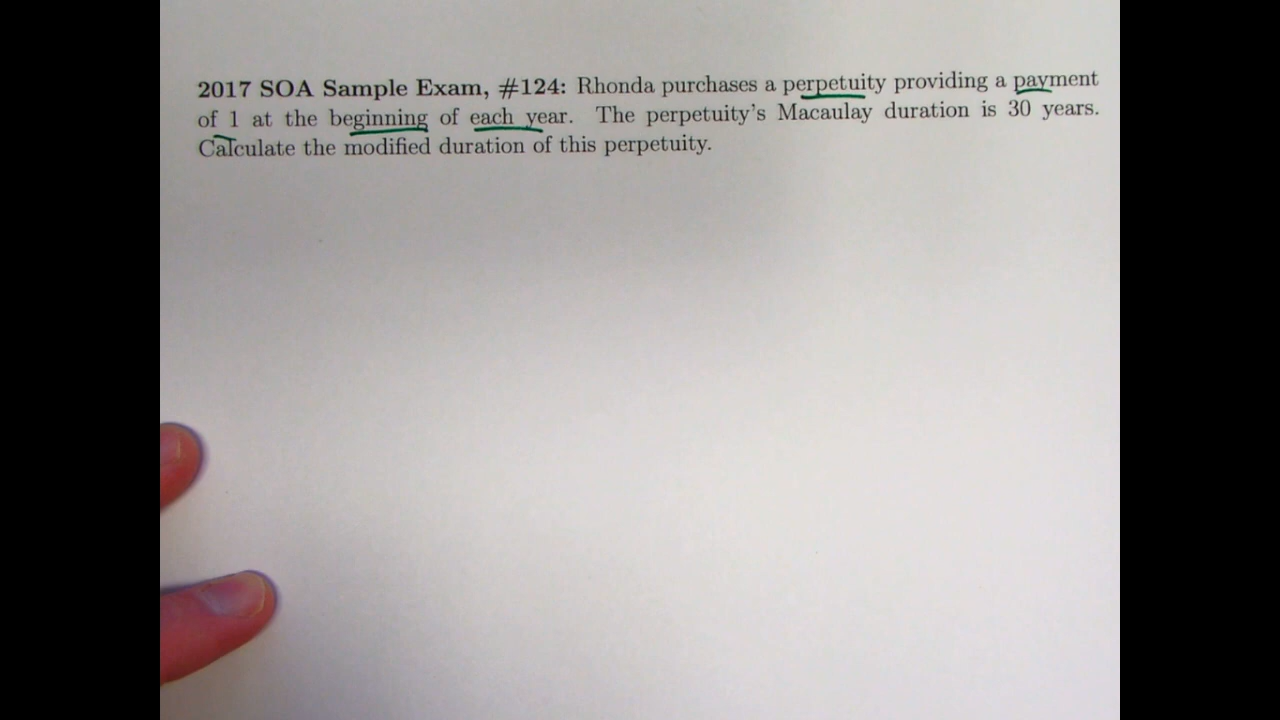 2017 SOA Sample Exam, #124: Rhonda purchases a perpetuity providing a payment
of 1 at the beginning of each year. The perpetuity's Macaulay duration is 30 years.
Calculate the modified duration of this perpetuity.